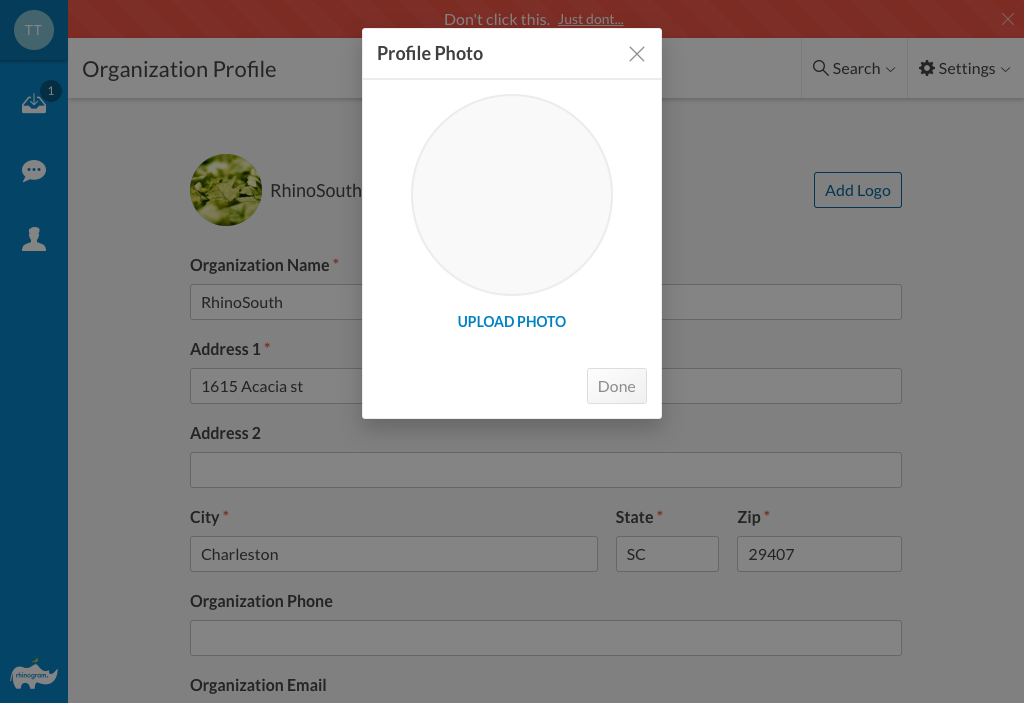 TT
Don't click this. Just dont...
Profile Photo
Organization Profile
Search
Settings
1
RhinoSouth
Add Logo
Organization Name *
RhinoSouth
UPLOAD PHOTO
Address 1 *
1615 Acacia st
Done
Address 2
City * State * Zip *
Charleston SC 29407
Organization Phone
rhinogram
Organization Email